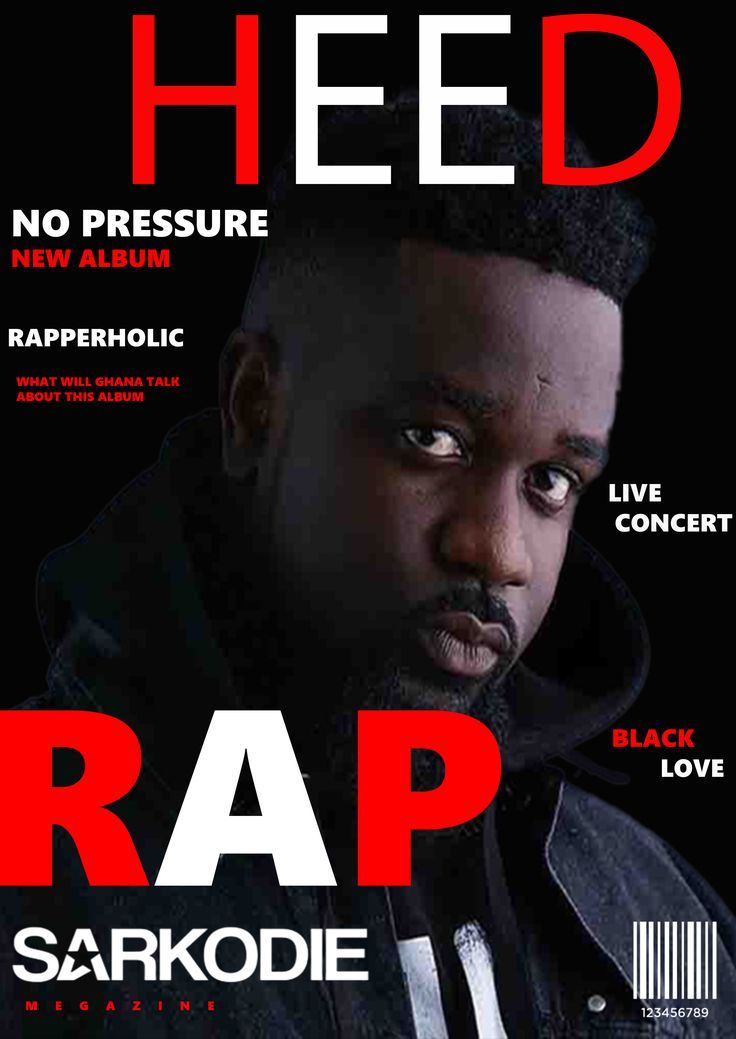 HEED
NO PRESSURE
NEW ALBUM
RAPPERHOLIC
WHAT WILL GHANA TALK
ABOUT THIS ALBUM
LIVE
CONCERT
BLACK
LOVE
RAP
SARKODIE
MEGAZINE
123456789